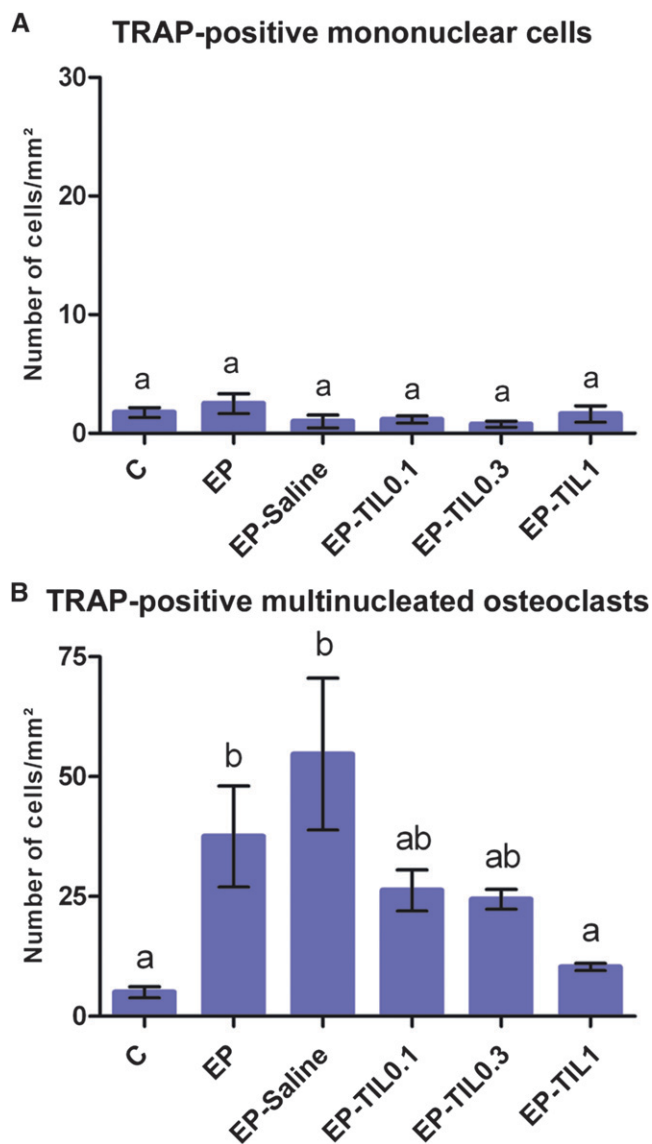 A TRAP-positive mononuclear cells
Number of cells/mm²
30
20
10
0
a a a a a a
C EP EP-Saline EP-TIL0.1 EP-TIL0.3 EP-TIL1
B TRAP-positive multinucleated osteoclasts
Number of cells/mm²
75
50
25
0
a b b ab ab a
C EP EP-Saline EP-TIL0.1 EP-TIL0.3 EP-TIL1